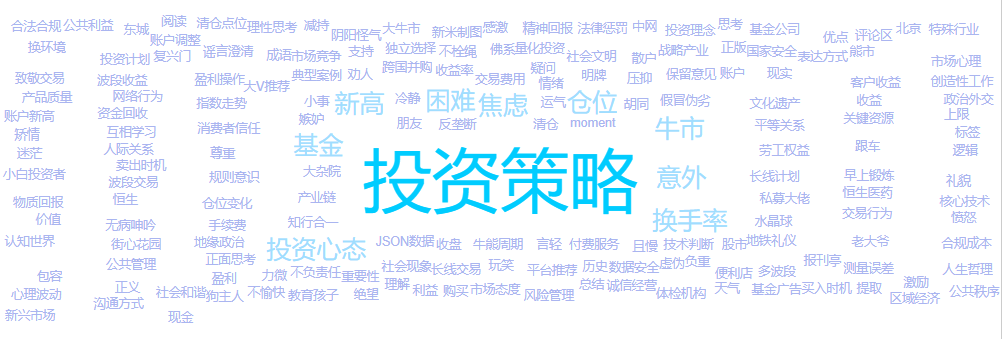 合法合规 公共利益 东城 阅读 清仓点位 理性思考 减持 阴阳怪气 大牛市 新米制图 感激 精神回报 法律惩罚 中网 投资理念 思考 基金公司 优点 评论区 北京 特殊行业
换环境 投资计划 账户调整 复兴门 谣言澄清 成语 市场竞争 支持 独立选择 不栓绳 佛系量化投资 社会文明 散户 战略产业 正版 国家安全 表达方式 熊市 市场心理
致敬交易 波段收益 盈利操作 大V推荐 典型案例 劝人 跨国并购 收益率 交易费用 疑问 情绪 明牌 压抑 保留意见 账户 现实 客户收益 创造性工作
产品质量 网络行为 指数走势 小事 新高 冷静 困难 焦虑 运气 仓位 胡同 假冒伪劣 文化遗产 收益 政治外交
账户新高 资金回收 嫉妒 朋友 反垄断 清仓 moment 牛市 平等关系 关键资源 上限
矫情 互相学习 消费者信任 基金 标签
迷茫 人际关系 尊重 劳工权益 跟车 逻辑
小白投资者 卖出时机 规则意识 大杂院 投资策略 意外 长线计划 早上锻炼 礼貌
波段交易 恒生 仓位变化 产业链 私募大佬 恒生医药 核心技术
物质回报 价值 无病呻吟 手续费 知行合一 换手率 水晶球 交易行为 愤怒
认知世界 街心花园 地缘政治 投资心态 JSON数据 收盘 牛能周期 言轻 付费服务 且慢 技术判断 股市 地铁礼仪 老大爷 合规成本
包容 公共管理 正面思考 盈利 力微 不负责任 重要性 社会现象 长线交易 玩笑 平台推荐 历史 数据安全 虚伪负重 便利店 多波段 报刊亭 测量误差 激励 人生哲理
心理波动 正义 社会和谐 狗主人 不愉快 教育孩子 绝望 理解 利益 购买 市场态度 风险管理 总结 诚信经营 体检机构 天气 基金广告 买入时机 提取 区域经济 公共秩序
新兴市场 沟通方式 现金